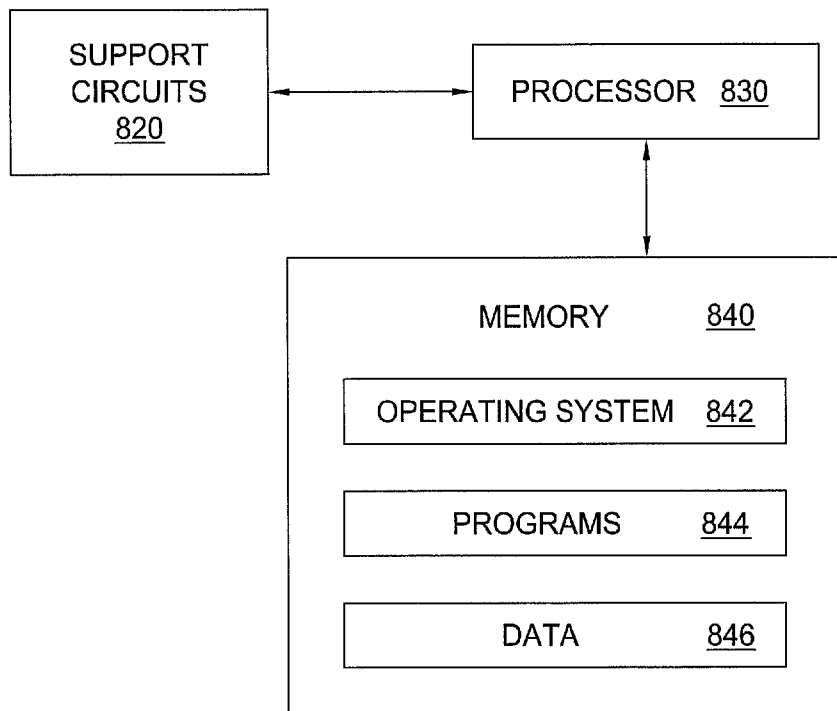 SUPPORT
CIRCUITS
820
PROCESSOR 830
MEMORY 840
OPERATING SYSTEM 842
PROGRAMS 844
DATA 846